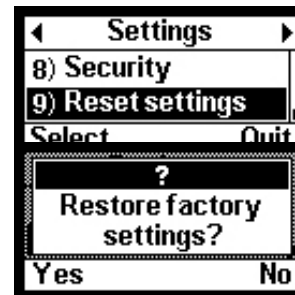 Settings
8) Security
9) Reset settings
Select Quit
?
Restore factory
settings?
Yes No